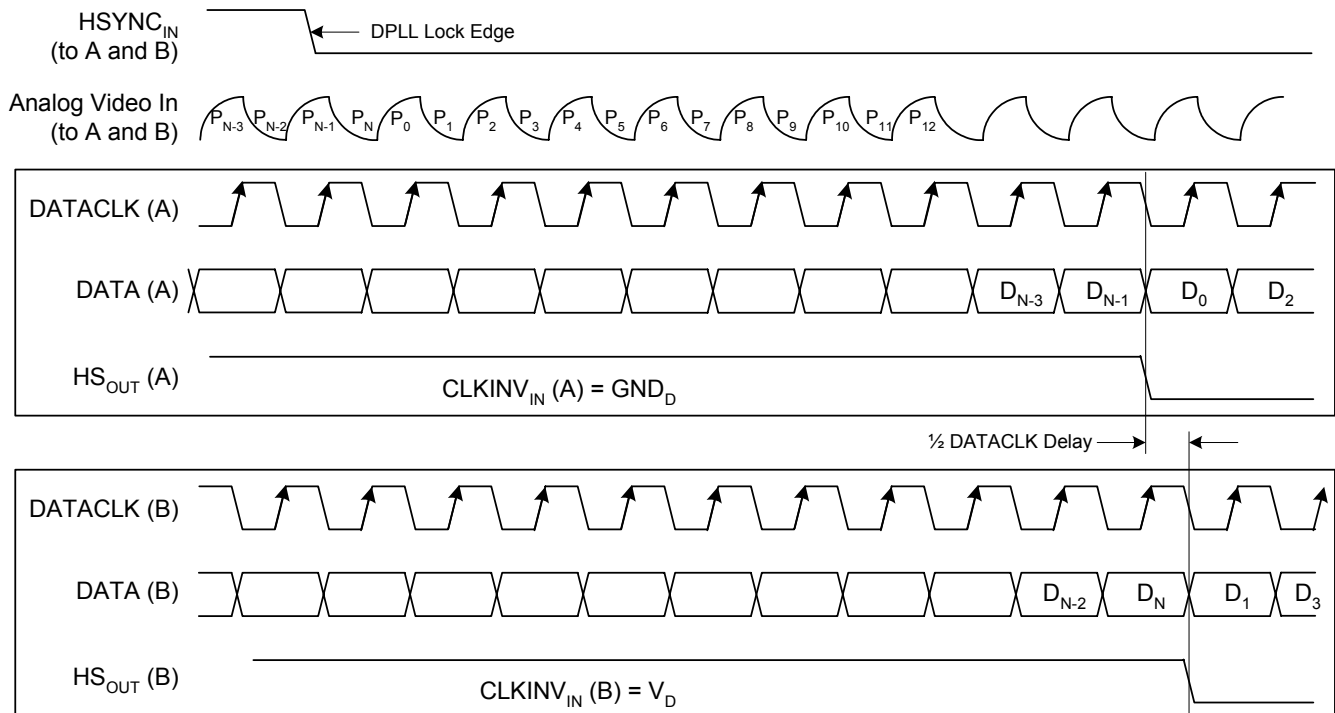 HSYNC_IN
(to A and B)
DPLL Lock Edge
Analog Video In
(to A and B)
P_N-3 P_N-2 P_N-1 P_N P_0 P_1 P_2 P_3 P_4 P_5 P_6 P_7 P_8 P_9 P_10 P_11 P_12
DATACLK (A)
DATA (A)
D_N-3 D_N-1 D_0 D_2
HS_OUT (A)
CLKINV_IN (A) = GND_D
½ DATACLK Delay
DATACLK (B)
DATA (B)
D_N-2 D_N D_1 D_3
HS_OUT (B)
CLKINV_IN (B) = V_D